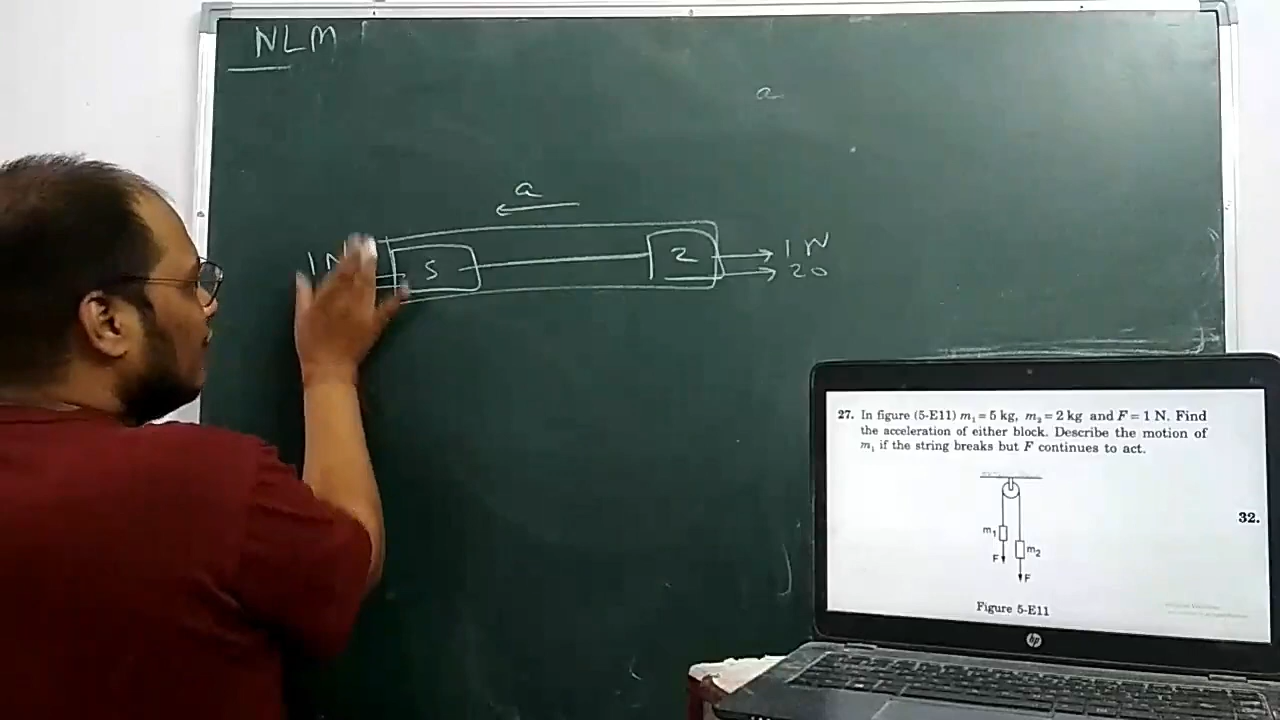 NLM
a
a
1N 5 2 1N
20
27. In figure (5-E11) m₁ = 5 kg, m₂ = 2 kg and F = 1 N. Find
the acceleration of either block. Describe the motion of
m₁ if the string breaks but F continues to act.
32.
m₁
F
m₂
F
Figure 5-E11
hp